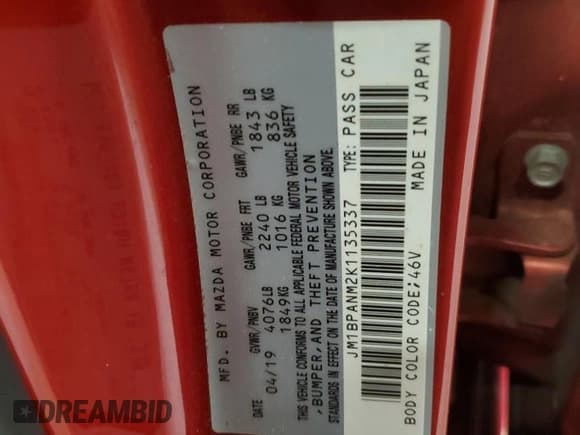 MFD. BY MAZDA MOTOR CORPORATION
GVWR/PNBV GAWR/PNBE FRT GAWR/PNBE RR
DATE 04/19 4076LB 2240 LB 1843 LB
1849KG 1016 KG 836 KG
THIS VEHICLE CONFORMS TO ALL APPLICABLE FEDERAL MOTOR VEHICLE SAFETY
,BUMPER,AND THEFT PREVENTION
STANDARDS IN EFFECT ON THE DATE OF MANUFACTURE SHOWN ABOVE.
JM1BPANM2K1135337 TYPE: PASS CAR
BODY COLOR CODE;46V MADE IN JAPAN
DREAMBID